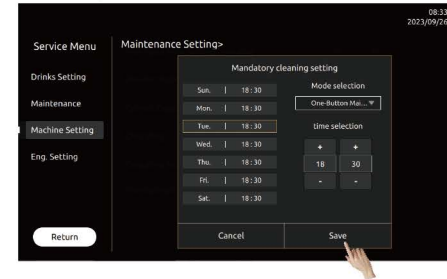 08:33
2023/09/26
Service Menu
Maintenance Setting>
Drinks Setting
Maintenance
Machine Setting
Eng. Setting
Return
Mandatory cleaning setting
Sun. | 18:30
Mon. | 18:30
Tue. | 18:30
Wed. | 18:30
Thu. | 18:30
Fri. | 18:30
Sat. | 18:30
Mode selection
One-Button Mai... ▼
time selection
+ +
18 30
- -
Cancel
Save